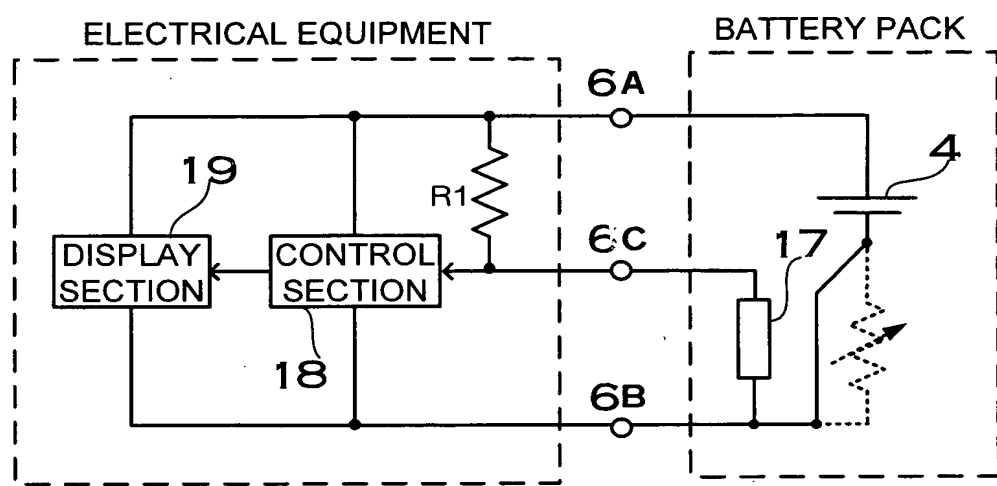 ELECTRICAL EQUIPMENT
BATTERY PACK
6A
4
19
R1
6C
17
DISPLAY
SECTION
CONTROL
SECTION
18
6B